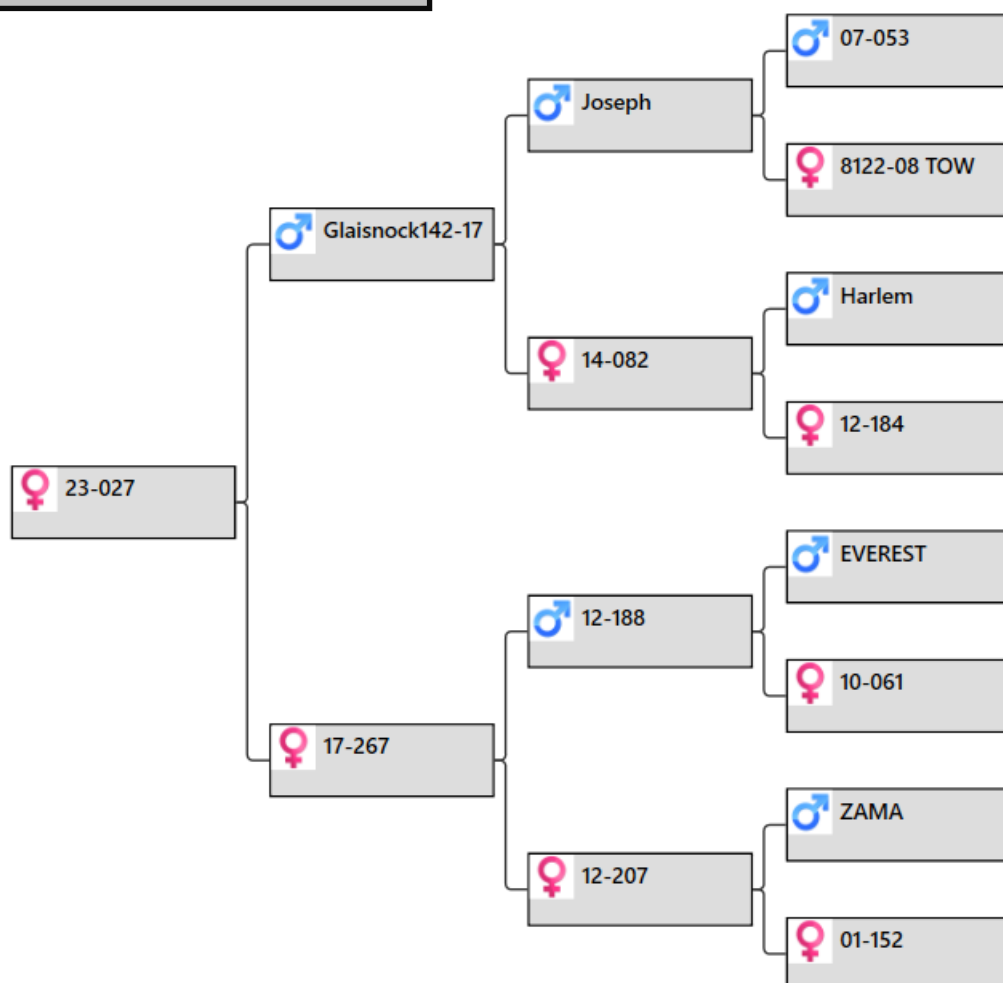 07-053
Joseph
8122-08 TOW
Glaisnock142-17
Harlem
14-082
12-184
23-027
EVEREST
12-188
10-061
17-267
ZAMA
12-207
01-152